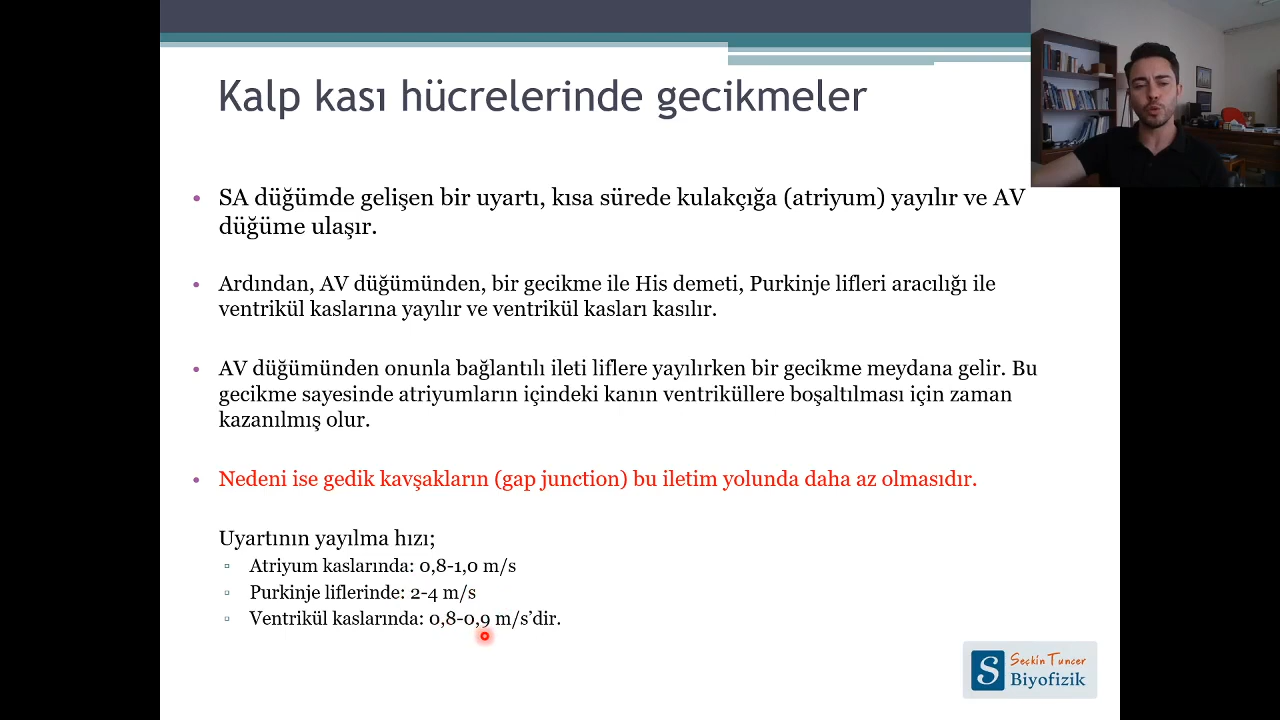 Kalp kası hücrelerinde gecikmeler
• SA düğümde gelişen bir uyartı, kısa sürede kulakçığa (atriyum) yayılır ve AV
düğüme ulaşır.
• Ardından, AV düğümünden, bir gecikme ile His demeti, Purkinje lifleri aracılığı ile
ventrikül kaslarına yayılır ve ventrikül kasları kasılır.
• AV düğümünden onunla bağlantılı ileti liflere yayılırken bir gecikme meydana gelir. Bu
gecikme sayesinde atriyumların içindeki kanın ventriküllere boşaltılması için zaman
kazanılmış olur.
• Nedeni ise gedik kavşakların (gap junction) bu iletim yolunda daha az olmasıdır.
Uyartının yayılma hızı;
▫ Atriyum kaslarında: 0,8-1,0 m/s
▫ Purkinje liflerinde: 2-4 m/s
▫ Ventrikül kaslarında: 0,8-0,9 m/s’dir.
S
Seçkin Tuncer
Biyofizik